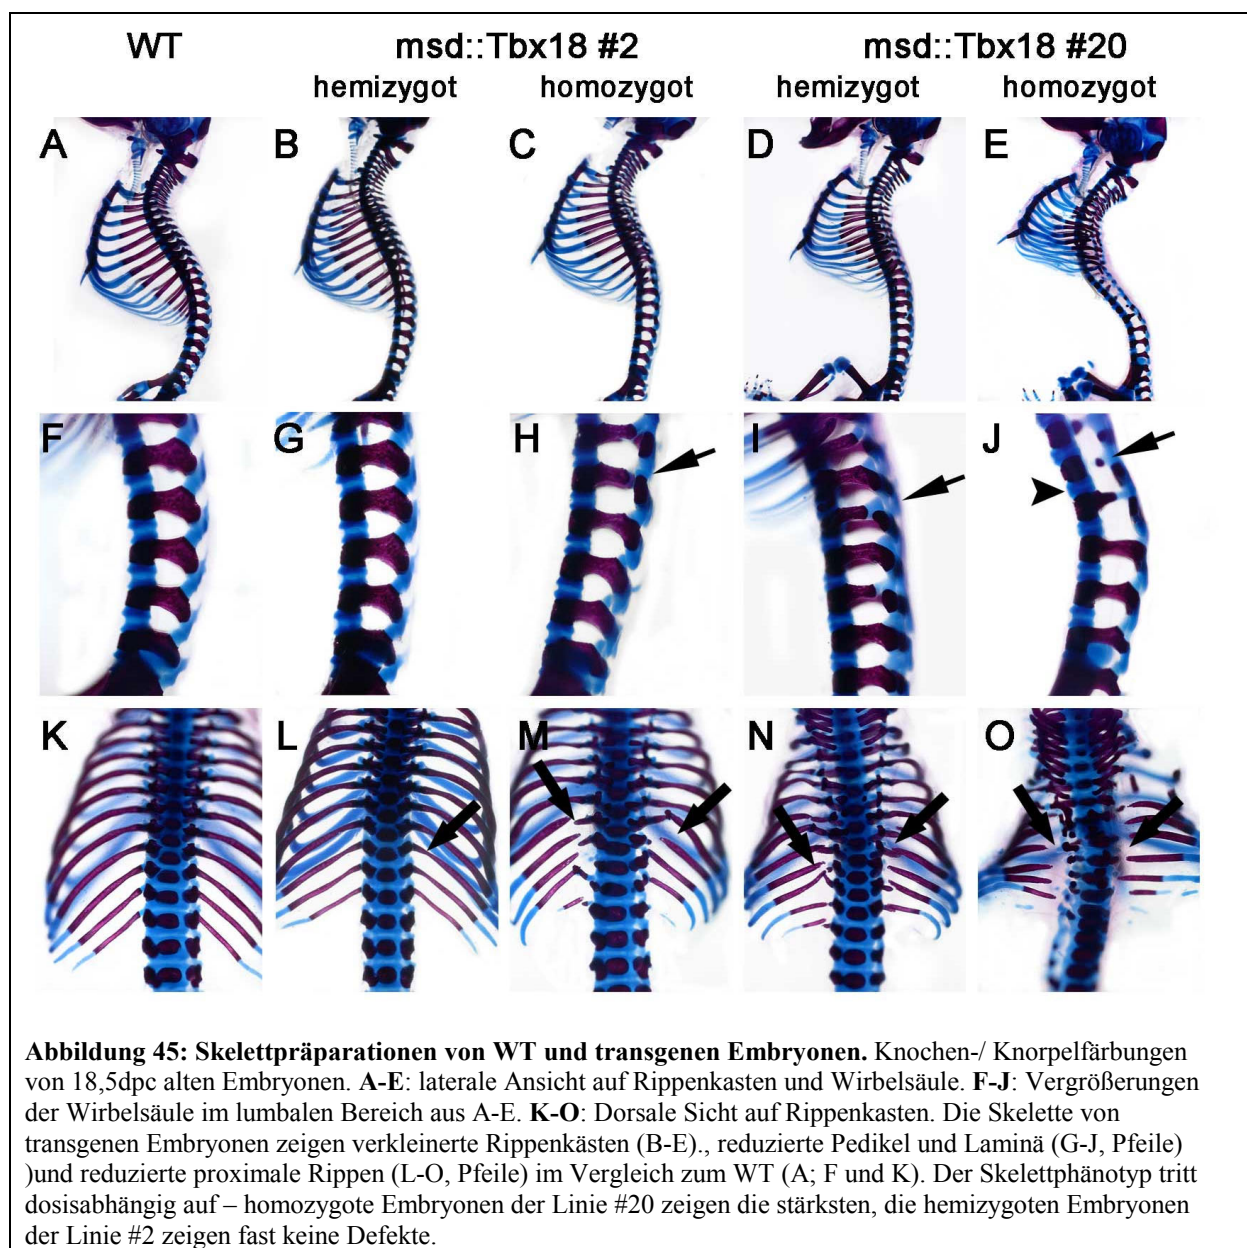 WT msd::Tbx18 #2 msd::Tbx18 #20
hemizygot homozygot hemizygot homozygot
A B C D E
F G H I J
K L M N O
Abbildung 45: Skelettpräparationen von WT und transgenen Embryonen. Knochen-/ Knorpelfärbungen
von 18,5dpc alten Embryonen. A-E: laterale Ansicht auf Rippenkasten und Wirbelsäule. F-J: Vergrößerungen
der Wirbelsäule im lumbalen Bereich aus A-E. K-O: Dorsale Sicht auf Rippenkasten. Die Skelette von
transgenen Embryonen zeigen verkleinerte Rippenkästen (B-E)., reduzierte Pedikel und Laminä (G-J, Pfeile)
)und reduzierte proximale Rippen (L-O, Pfeile) im Vergleich zum WT (A; F und K). Der Skelettphänotyp tritt
dosisabhängig auf – homozygote Embryonen der Linie #20 zeigen die stärksten, die hemizygoten Embryonen
der Linie #2 zeigen fast keine Defekte.